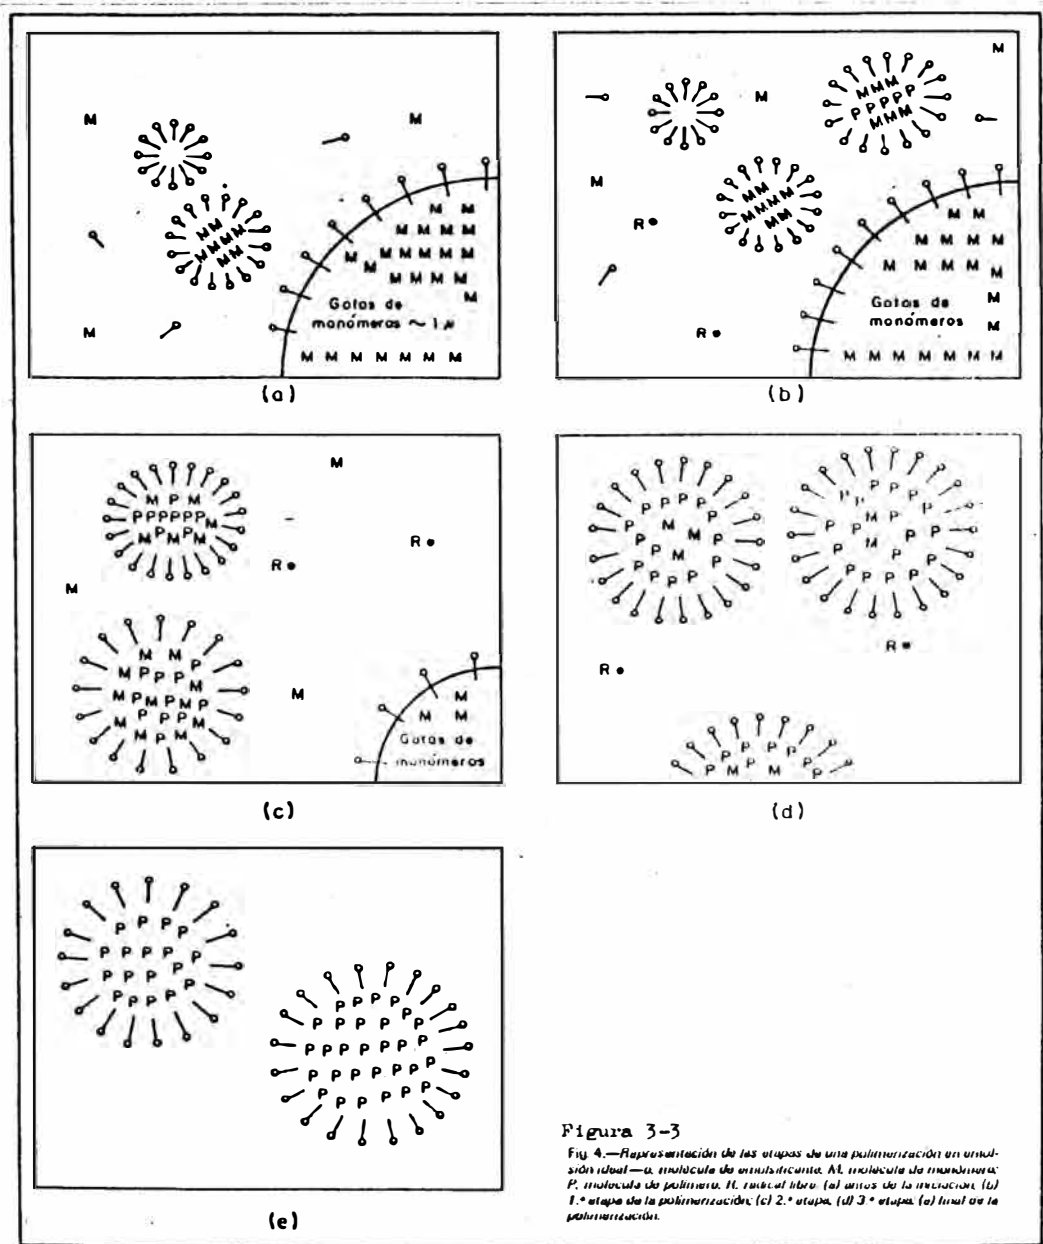 M
M
M M
M M M M
M M
M
Gotas de
monómeros ~ 1 µ
M M
M M M M
M M M M M
M M M M M
M
M M M M M M M
(a)
M
M
M M M
P P P P P
M M M
M
M M
M M M M
M M
R•
R•
M M
M M M M
M M M M M
M
M
Gotas de
monómeros
M M M M M M M
(b)
M
M P M
P P P P P P M
P P
M M M
R•
R•
M
M M
M P P P P M
M P M P M P
M P P P M
M P M
M
M
M M
Gotas de
monómeros
(c)
P P P P P
P M P
P M M P
P M P
P P P P P
P P P P
P M P P
P M P P
P P P P P
R•
R•
P P P P
P M M P
(d)
P P P P
P P P P P
P P P P P
P P P P P
P P P P
P P P P P
P P P P P P
P P P P P P
P P P P P P
(e)
Figura 3-3
Fig. 4.—Representación de las etapas de una polimerización en emul-
sión ideal—o, molécula de emulsificante. M, molécula de monómero:
P, molécula de polímero. R, radical libre. (a) antes de la iniciación, (b)
1.ª etapa de la polimerización; (c) 2.ª etapa, (d) 3.ª etapa (e) final de la
polimerización.